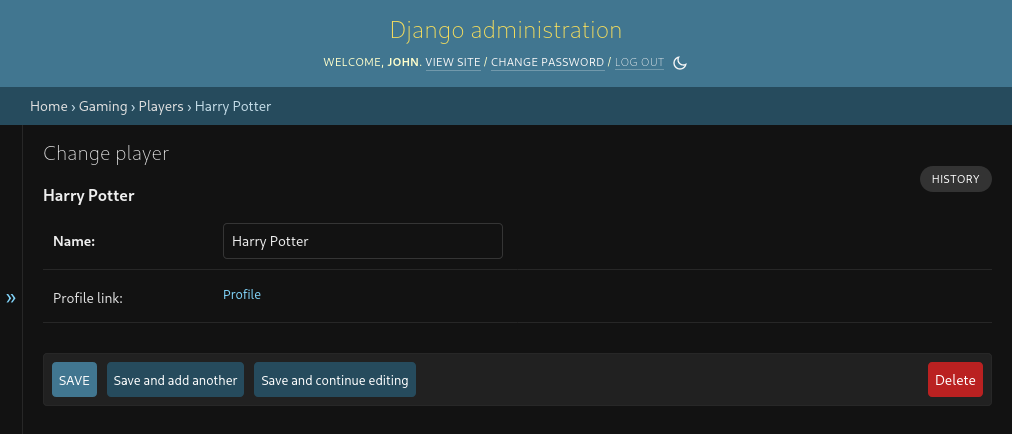 Django administration
WELCOME, JOHN. VIEW SITE / CHANGE PASSWORD / LOG OUT
Home › Gaming › Players › Harry Potter
Change player
HISTORY
Harry Potter
Name: Harry Potter
»
Profile link: Profile
SAVE Save and add another Save and continue editing Delete